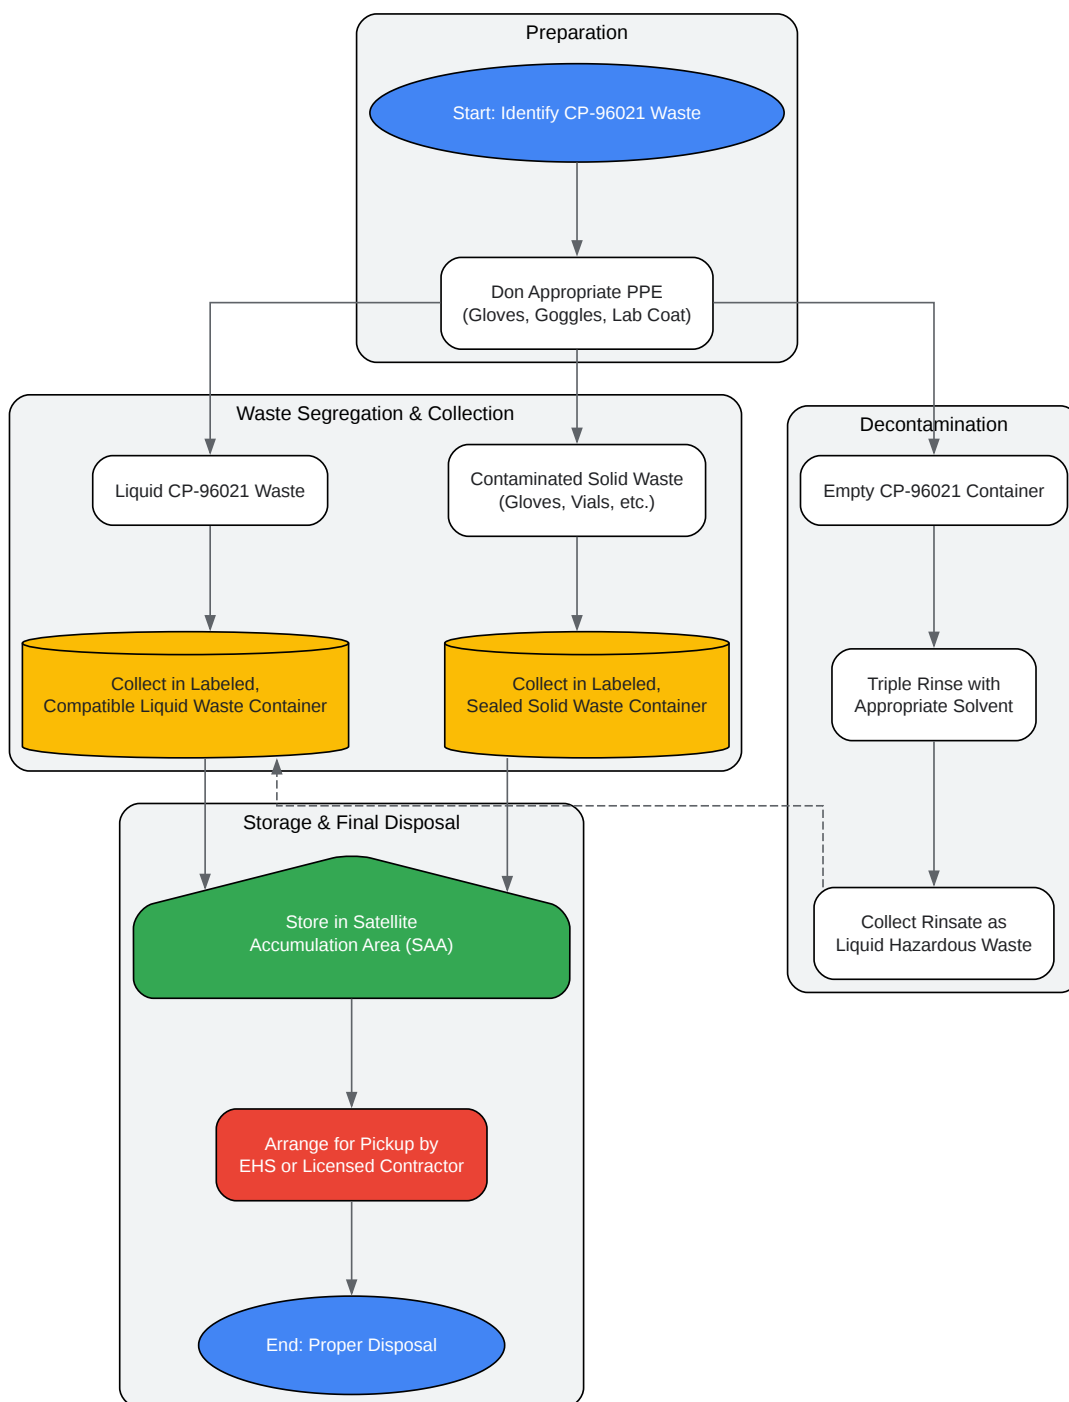 Preparation
Start: Identify CP-96021 Waste
Don Appropriate PPE
(Gloves, Goggles, Lab Coat)
Waste Segregation & Collection
Liquid CP-96021 Waste
Contaminated Solid Waste
(Gloves, Vials, etc.)
Collect in Labeled,
Compatible Liquid Waste Container
Collect in Labeled,
Sealed Solid Waste Container
Decontamination
Empty CP-96021 Container
Triple Rinse with
Appropriate Solvent
Collect Rinsate as
Liquid Hazardous Waste
Storage & Final Disposal
Store in Satellite
Accumulation Area (SAA)
Arrange for Pickup by
EHS or Licensed Contractor
End: Proper Disposal